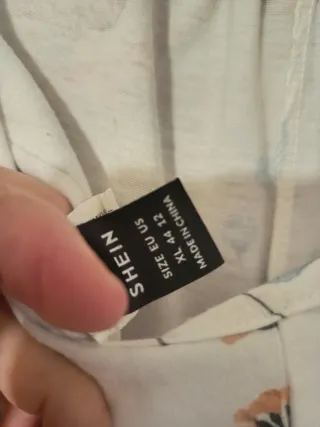 SHEIN
SIZE EU US
XL 44 12
MADE IN CHINA